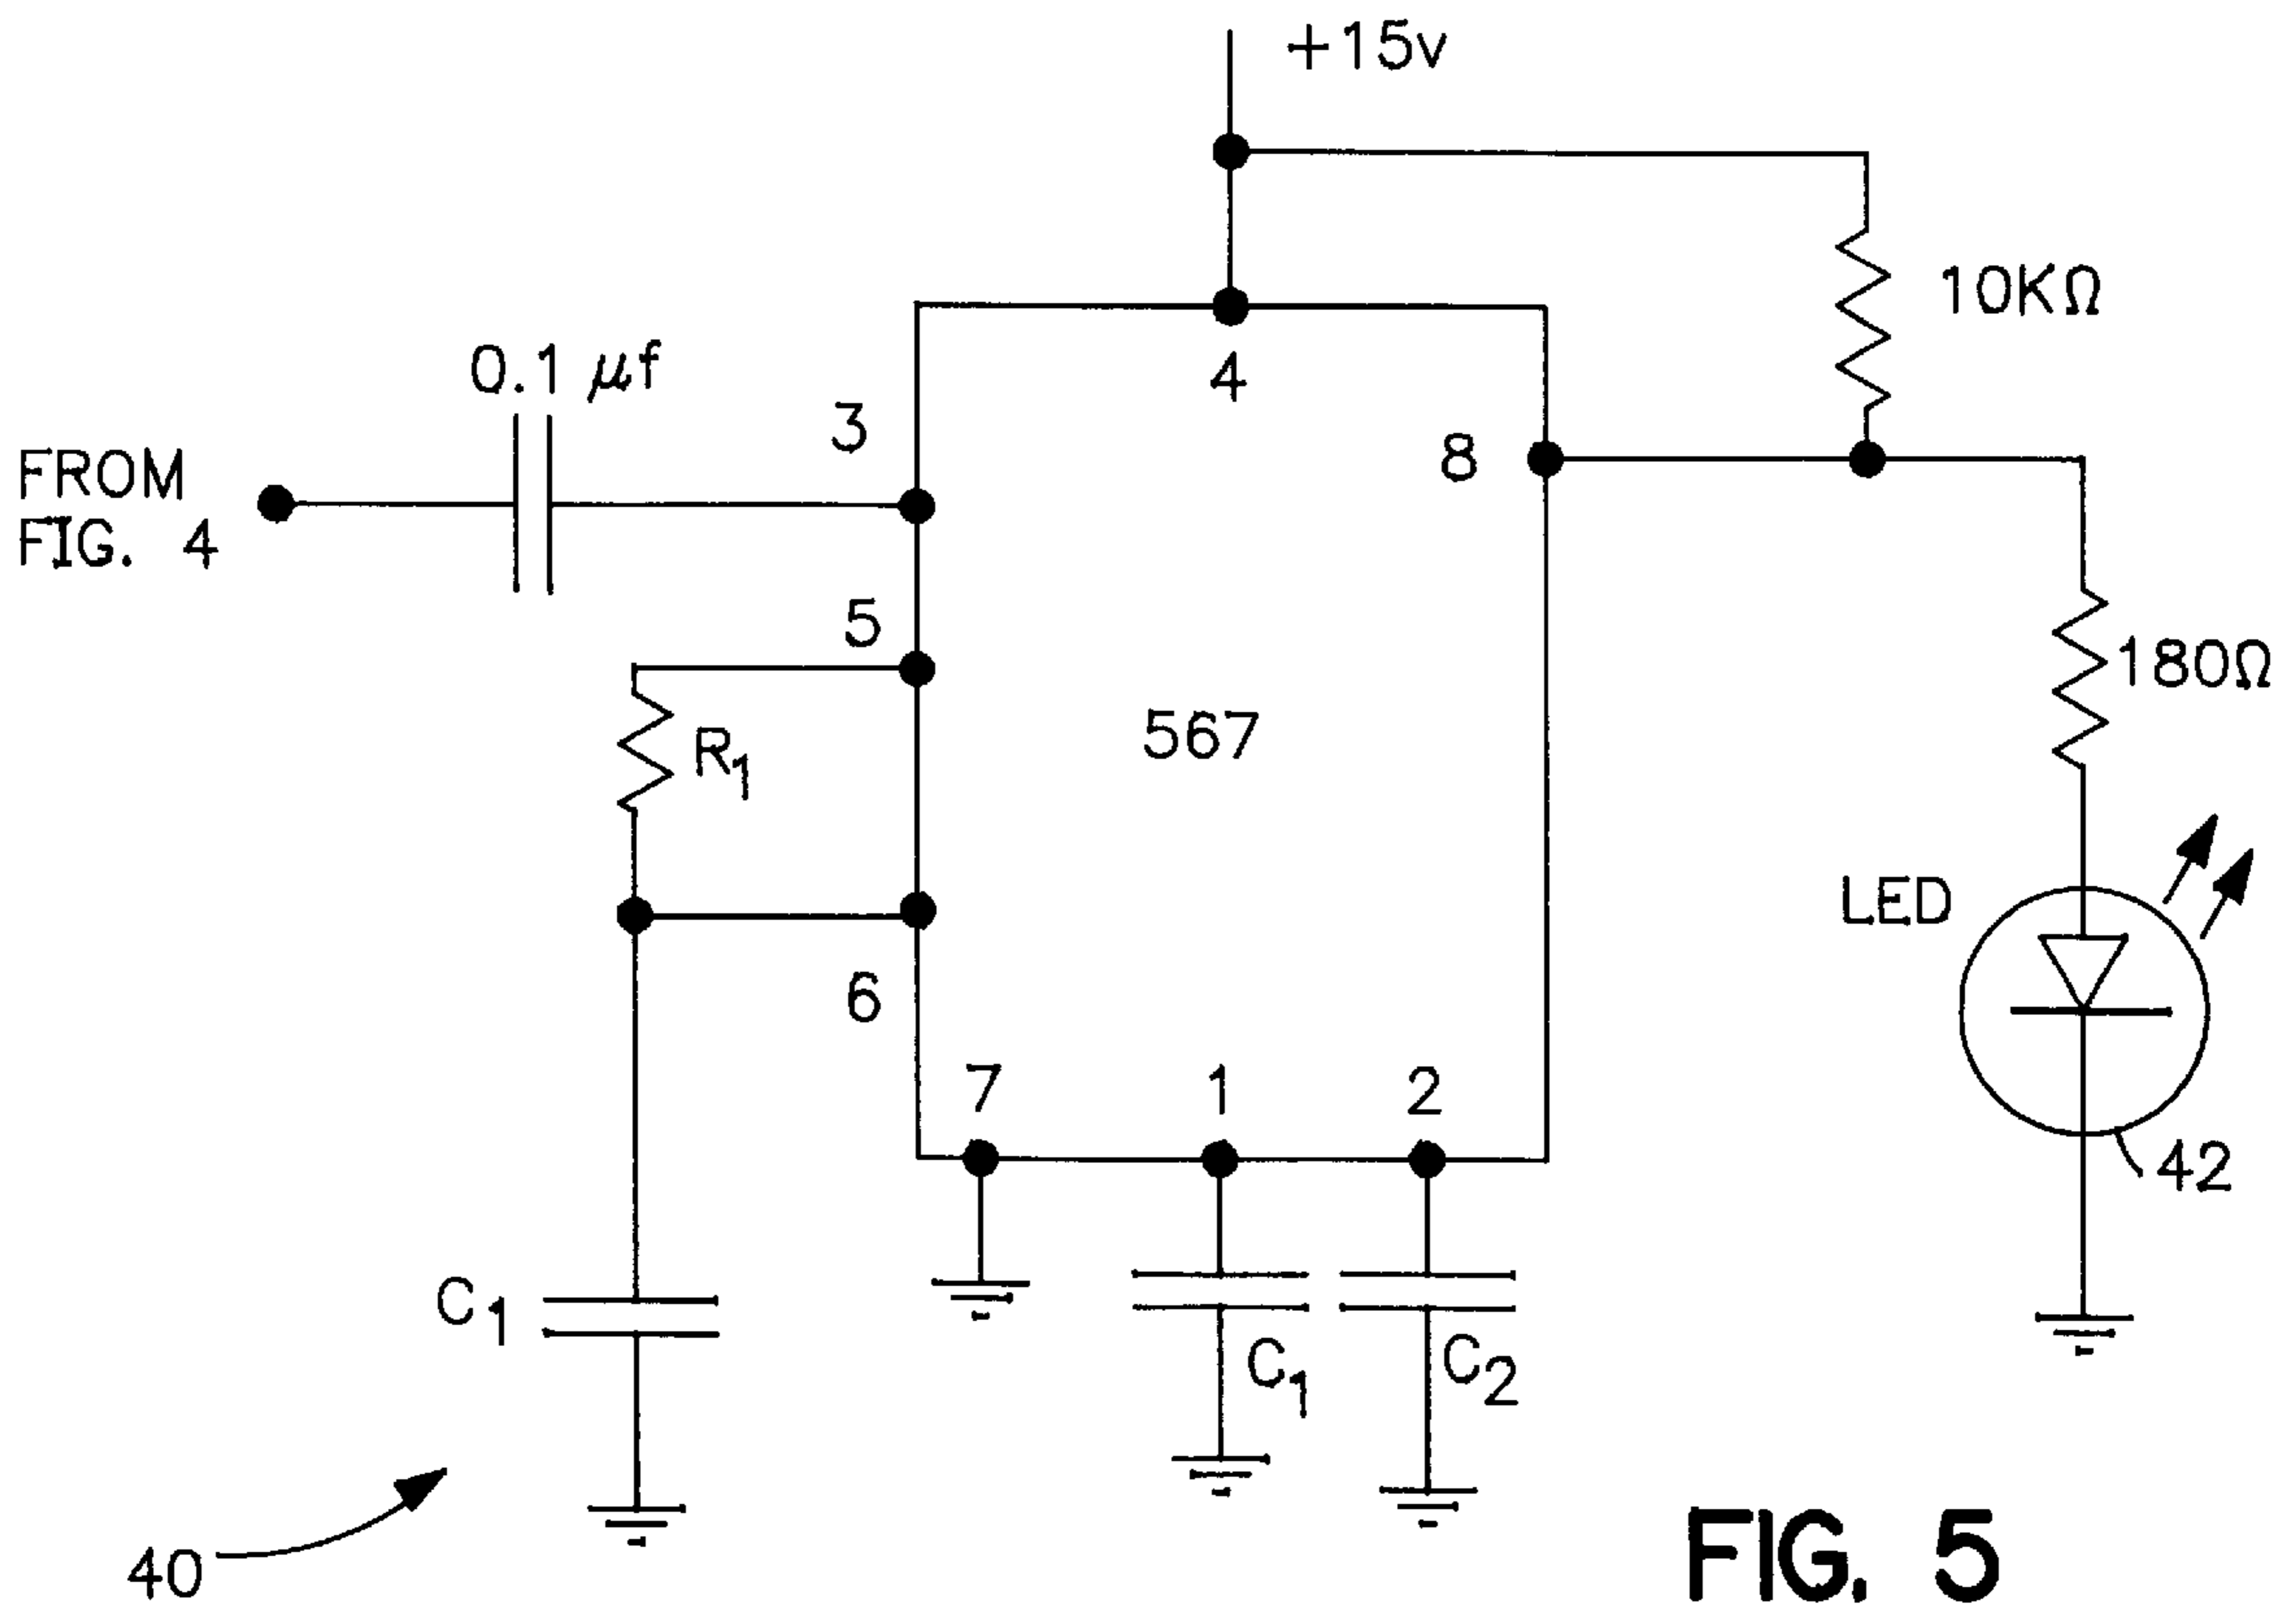 +15v
10KΩ
0.1 µf
4
3
8
FROM
FIG. 4
5
180Ω
R1
567
LED
6
7
1
2
42
C1
C1
C2
40
FIG. 5